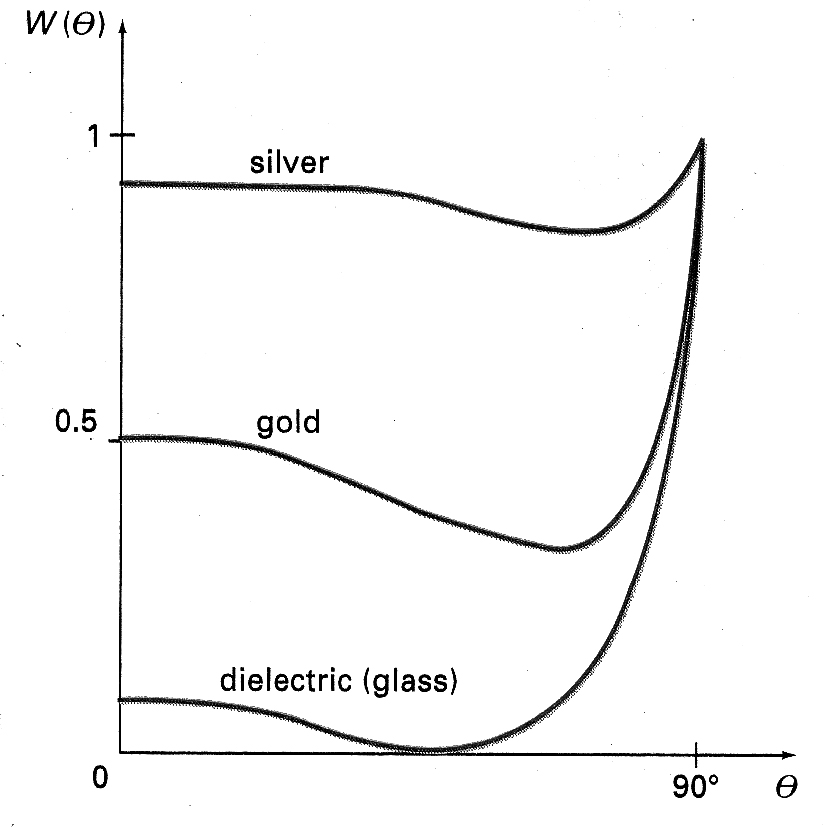 W(θ)
1
silver
0.5
gold
dielectric (glass)
0
90°
θ